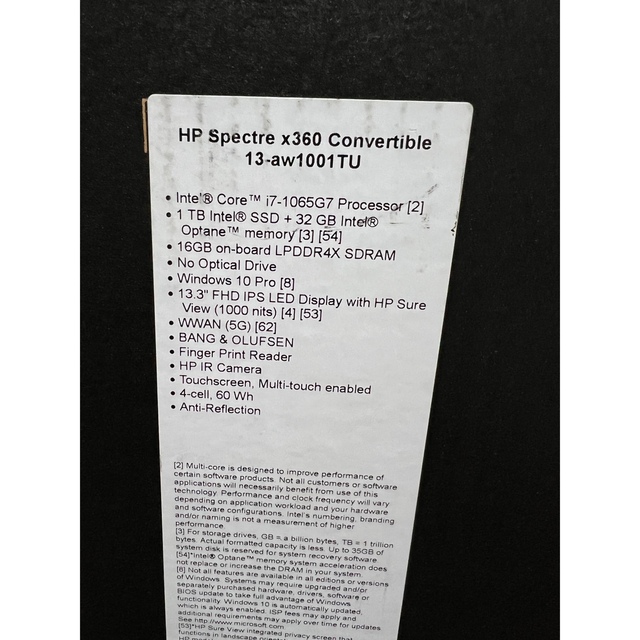 HP Spectre x360 Convertible
13-aw1001TU
• Intel® Core™ i7-1065G7 Processor [2]
• 1 TB Intel® SSD + 32 GB Intel®
Optane™ memory [3] [54]
• 16GB on-board LPDDR4X SDRAM
• No Optical Drive
• Windows 10 Pro [8]
• 13.3" FHD IPS LED Display with HP Sure
View (1000 nits) [4] [53]
• WWAN (5G) [62]
• BANG & OLUFSEN
• Finger Print Reader
• HP IR Camera
• Touchscreen, Multi-touch enabled
• 4-cell, 60 Wh
• Anti-Reflection
[2] Multi-core is designed to improve performance of
certain software products. Not all customers or software
applications will necessarily benefit from use of this
technology. Performance and clock frequency will vary
depending on application workload and your hardware
and software configurations. Intel's numbering, branding
and/or naming is not a measurement of higher
performance.
[3] For storage drives, GB = a billion bytes, TB = 1 trillion
bytes. Actual formatted capacity is less. Up to 35GB of
system disk is reserved for system recovery software
[54]*Intel® Optane™ memory system acceleration does
not replace or increase the DRAM in your system.
[8] Not all features are available in all editions or versions
of Windows. Systems may require upgraded and/or
separately purchased hardware, drivers, software or
BIOS update to take full advantage of Windows
functionality. Windows 10 is automatically updated,
which is always enabled. ISP fees may apply and
additional requirements may apply over time for updates
See http://www.microsoft.com
[53]*HP Sure View integrated privacy screen that
functions in landscape